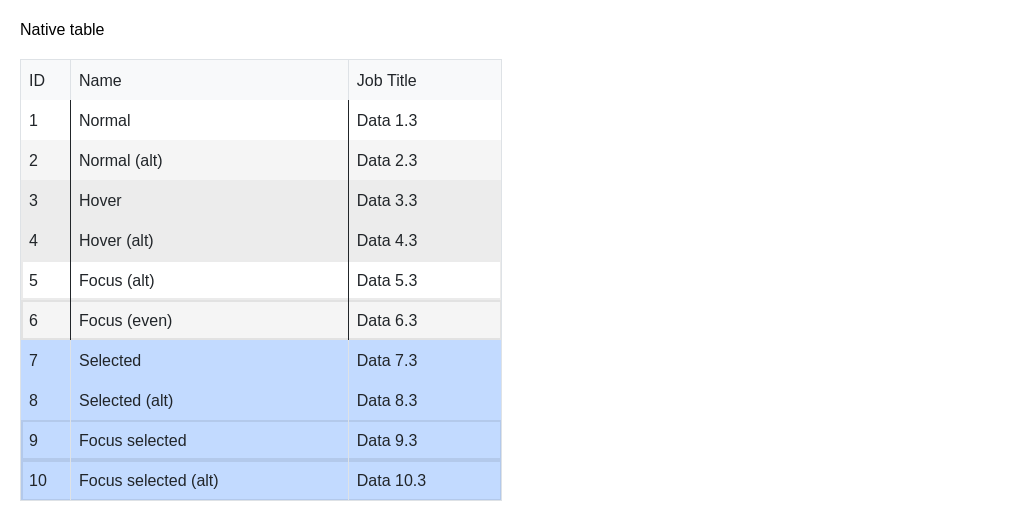 Native table
ID Name Job Title
1 Normal Data 1.3
2 Normal (alt) Data 2.3
3 Hover Data 3.3
4 Hover (alt) Data 4.3
5 Focus (alt) Data 5.3
6 Focus (even) Data 6.3
7 Selected Data 7.3
8 Selected (alt) Data 8.3
9 Focus selected Data 9.3
10 Focus selected (alt) Data 10.3